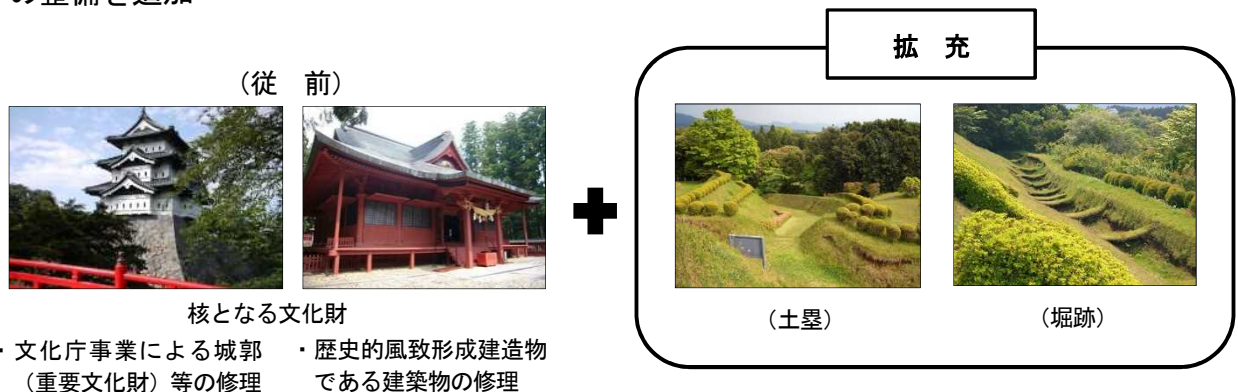 の整備を追加
拡　充
（従　前）
核となる文化財
・文化庁事業による城郭
（重要文化財）等の修理
・歴史的風致形成建造物
である建築物の修理
（土塁）
（堀跡）